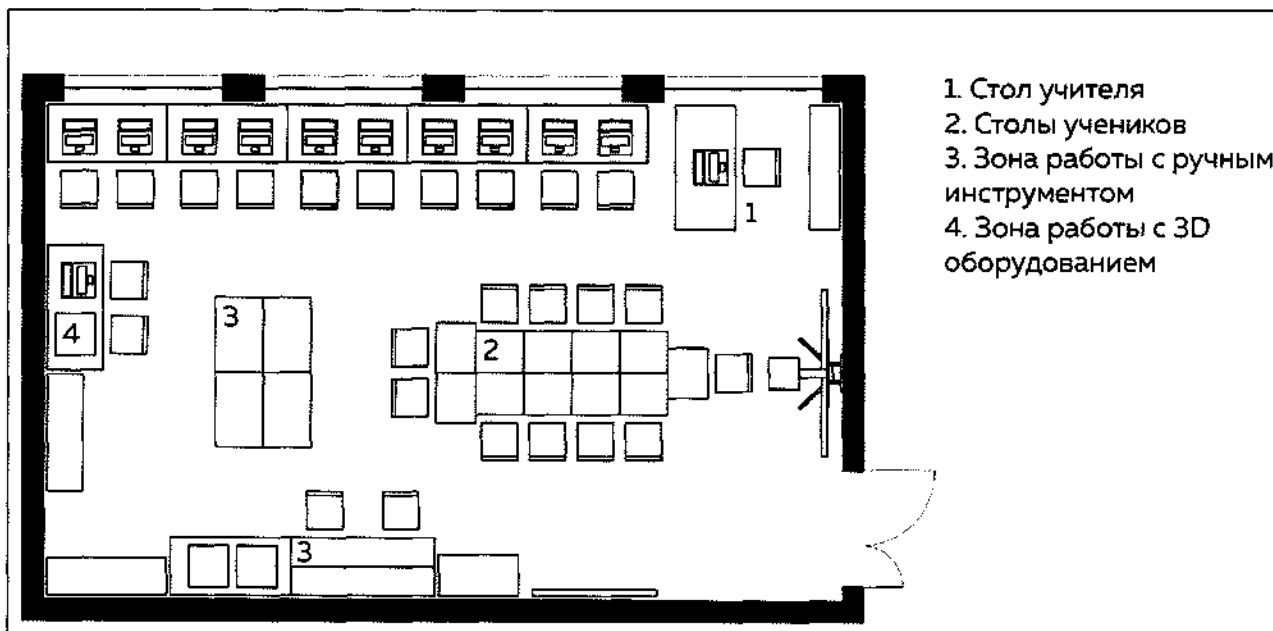 1. Стол учителя
2. Столы учеников
3. Зона работы с ручным
инструментом
4. Зона работы с 3D
оборудованием
1
3
4
2
3